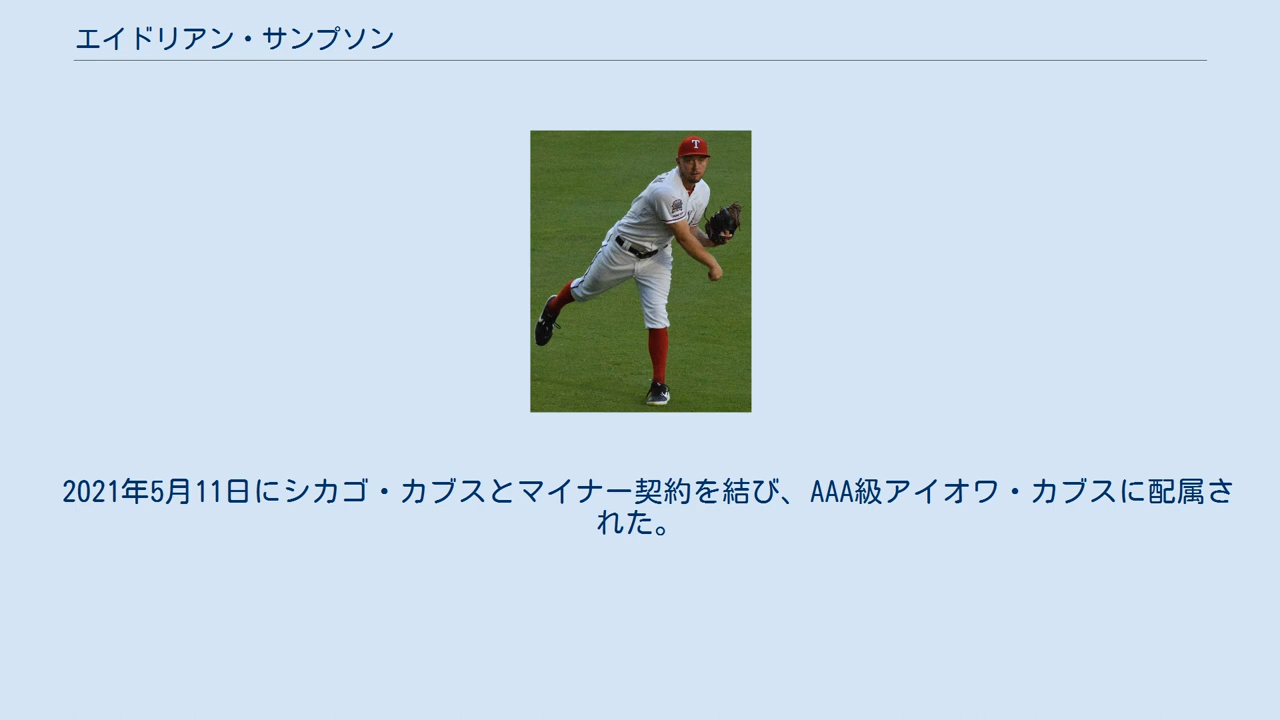 エイドリアン・サンプソン
T
2021年5月11日にシカゴ・カブスとマイナー契約を結び、AAA級アイオワ・カブスに配属さ
れた。